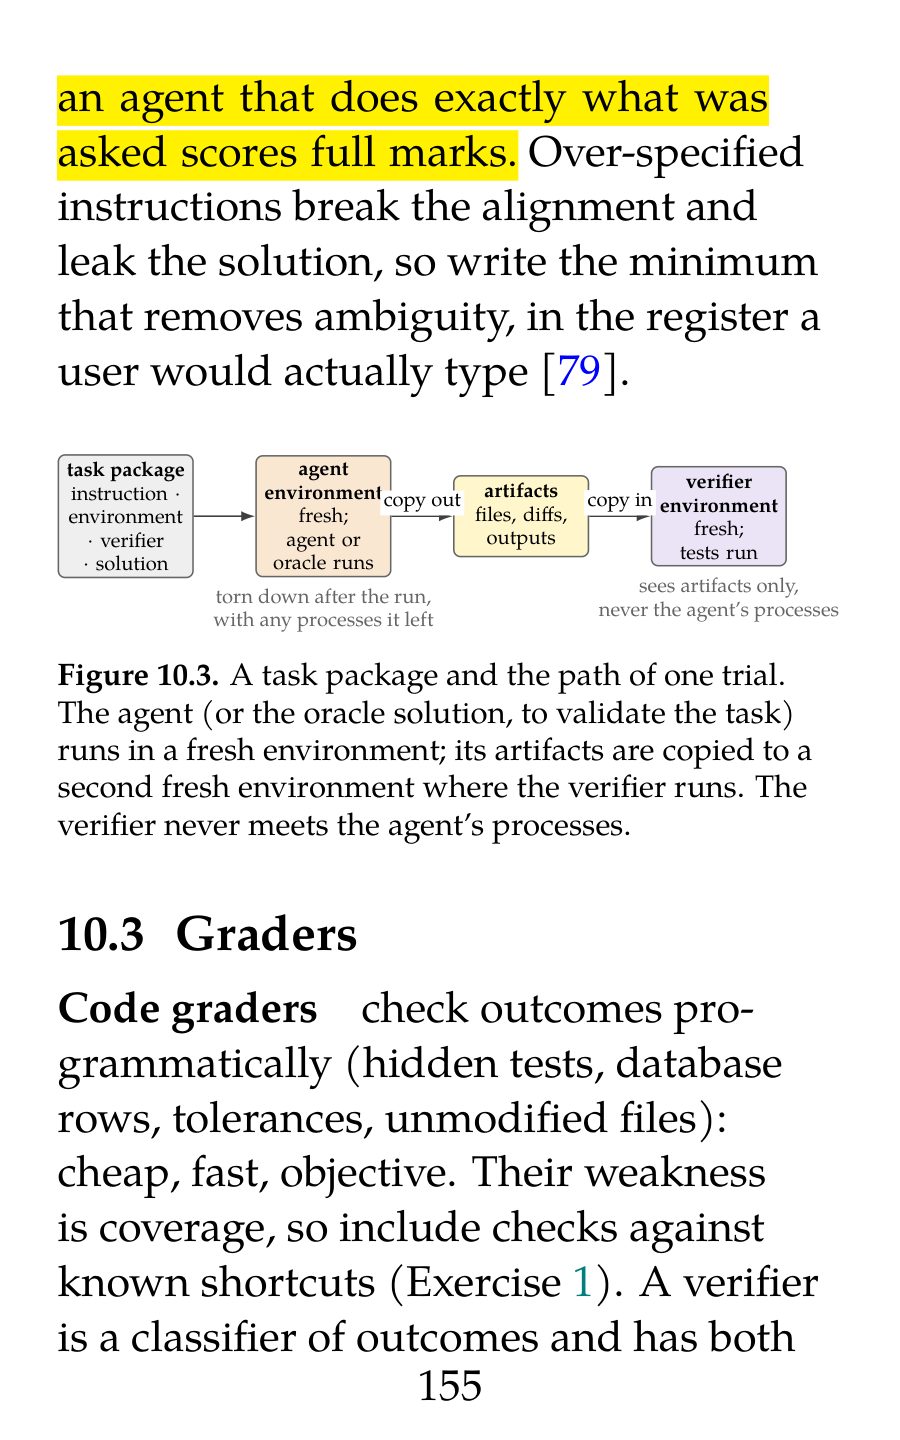 an agent that does exactly what was
asked scores full marks. Over-specified
instructions break the alignment and
leak the solution, so write the minimum
that removes ambiguity, in the register a
user would actually type [79].
task package
instruction ·
environment
· verifier
· solution
agent
environment
fresh;
agent or
oracle runs
torn down after the run,
with any processes it left
copy out
artifacts
files, diffs,
outputs
copy in
verifier
environment
fresh;
tests run
sees artifacts only,
never the agent's processes
Figure 10.3. A task package and the path of one trial.
The agent (or the oracle solution, to validate the task)
runs in a fresh environment; its artifacts are copied to a
second fresh environment where the verifier runs. The
verifier never meets the agent's processes.
10.3 Graders
Code graders check outcomes pro-
grammatically (hidden tests, database
rows, tolerances, unmodified files):
cheap, fast, objective. Their weakness
is coverage, so include checks against
known shortcuts (Exercise 1). A verifier
is a classifier of outcomes and has both
155